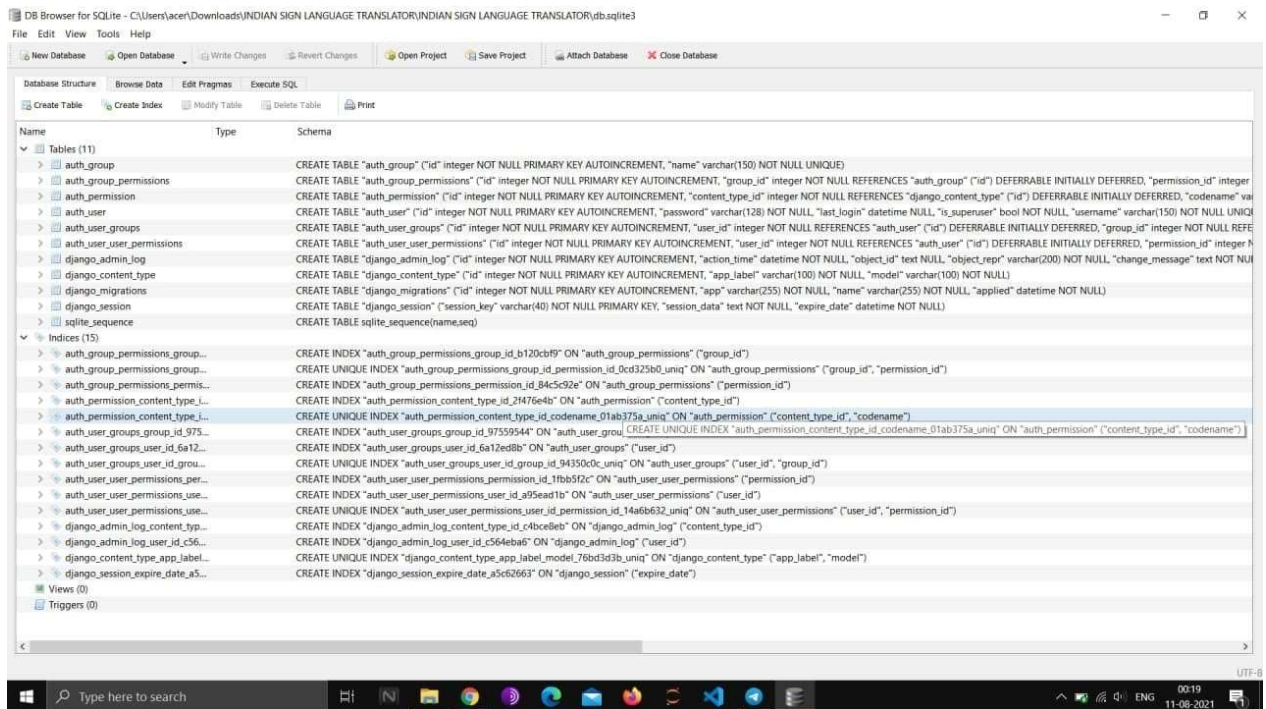 DB Browser for SQLite - C:\Users\acer\Downloads\INDIAN SIGN LANGUAGE TRANSLATOR\INDIAN SIGN LANGUAGE TRANSLATOR\db.sqlite3
File Edit View Tools Help
New Database Open Database Write Changes Revert Changes Open Project Save Project Attach Database Close Database
Database Structure Browse Data Edit Pragmas Execute SQL
Create Table Create Index Modify Table Delete Table Print
Name Type Schema
Tables (11)
auth_group CREATE TABLE "auth_group" ("id" integer NOT NULL PRIMARY KEY AUTOINCREMENT, "name" varchar(150) NOT NULL UNIQUE)
auth_group_permissions CREATE TABLE "auth_group_permissions" ("id" integer NOT NULL PRIMARY KEY AUTOINCREMENT, "group_id" integer NOT NULL REFERENCES "auth_group" ("id") DEFERRABLE INITIALLY DEFERRED, "permission_id" integer
auth_permission CREATE TABLE "auth_permission" ("id" integer NOT NULL PRIMARY KEY AUTOINCREMENT, "content_type_id" integer NOT NULL REFERENCES "django_content_type" ("id") DEFERRABLE INITIALLY DEFERRED, "codename" va
auth_user CREATE TABLE "auth_user" ("id" integer NOT NULL PRIMARY KEY AUTOINCREMENT, "password" varchar(128) NOT NULL, "last_login" datetime NULL, "is_superuser" bool NOT NULL, "username" varchar(150) NOT NULL UNIQU
auth_user_groups CREATE TABLE "auth_user_groups" ("id" integer NOT NULL PRIMARY KEY AUTOINCREMENT, "user_id" integer NOT NULL REFERENCES "auth_user" ("id") DEFERRABLE INITIALLY DEFERRED, "group_id" integer NOT NULL REFE
auth_user_user_permissions CREATE TABLE "auth_user_user_permissions" ("id" integer NOT NULL PRIMARY KEY AUTOINCREMENT, "user_id" integer NOT NULL REFERENCES "auth_user" ("id") DEFERRABLE INITIALLY DEFERRED, "permission_id" integer N
django_admin_log CREATE TABLE "django_admin_log" ("id" integer NOT NULL PRIMARY KEY AUTOINCREMENT, "action_time" datetime NOT NULL, "object_id" text NULL, "object_repr" varchar(200) NOT NULL, "change_message" text NOT NUI
django_content_type CREATE TABLE "django_content_type" ("id" integer NOT NULL PRIMARY KEY AUTOINCREMENT, "app_label" varchar(100) NOT NULL, "model" varchar(100) NOT NULL)
django_migrations CREATE TABLE "django_migrations" ("id" integer NOT NULL PRIMARY KEY AUTOINCREMENT, "app" varchar(255) NOT NULL, "name" varchar(255) NOT NULL, "applied" datetime NOT NULL)
django_session CREATE TABLE "django_session" ("session_key" varchar(40) NOT NULL PRIMARY KEY, "session_data" text NOT NULL, "expire_date" datetime NOT NULL)
sqlite_sequence CREATE TABLE sqlite_sequence(name,seq)
Indices (15)
auth_group_permissions_group... CREATE INDEX "auth_group_permissions_group_id_b120cbf9" ON "auth_group_permissions" ("group_id")
auth_group_permissions_group... CREATE UNIQUE INDEX "auth_group_permissions_group_id_permission_id_0cd325b0_uniq" ON "auth_group_permissions" ("group_id", "permission_id")
auth_group_permissions_permis... CREATE INDEX "auth_group_permissions_permission_id_84c5c92e" ON "auth_group_permissions" ("permission_id")
auth_permission_content_type_i... CREATE INDEX "auth_permission_content_type_id_2f476e4b" ON "auth_permission" ("content_type_id")
auth_permission_content_type_i... CREATE UNIQUE INDEX "auth_permission_content_type_id_codename_01ab375a_uniq" ON "auth_permission" ("content_type_id", "codename")
auth_user_groups_group_id_975... CREATE INDEX "auth_user_groups_group_id_97559544" ON "auth_user_grou CREATE UNIQUE INDEX "auth_permission_content_type_id_codename_01ab375a_uniq" ON "auth_permission" ("content_type_id", "codename")
auth_user_groups_user_id_6a12... CREATE INDEX "auth_user_groups_user_id_6a12ed8b" ON "auth_user_groups" ("user_id")
auth_user_groups_user_id_grou... CREATE UNIQUE INDEX "auth_user_groups_user_id_group_id_94350c0c_uniq" ON "auth_user_groups" ("user_id", "group_id")
auth_user_user_permissions_per... CREATE INDEX "auth_user_user_permissions_permission_id_1fbb5f2c" ON "auth_user_user_permissions" ("permission_id")
auth_user_user_permissions_use... CREATE INDEX "auth_user_user_permissions_user_id_a95ead1b" ON "auth_user_user_permissions" ("user_id")
auth_user_user_permissions_use... CREATE UNIQUE INDEX "auth_user_user_permissions_user_id_permission_id_14a6b632_uniq" ON "auth_user_user_permissions" ("user_id", "permission_id")
django_admin_log_content_typ... CREATE INDEX "django_admin_log_content_type_id_c4bce8eb" ON "django_admin_log" ("content_type_id")
django_admin_log_user_id_c56... CREATE INDEX "django_admin_log_user_id_c564eba6" ON "django_admin_log" ("user_id")
django_content_type_app_label... CREATE UNIQUE INDEX "django_content_type_app_label_model_76bd3d3b_uniq" ON "django_content_type" ("app_label", "model")
django_session_expire_date_a5... CREATE INDEX "django_session_expire_date_a5c62663" ON "django_session" ("expire_date")
Views (0)
Triggers (0)
UTF-8
Type here to search ENG 00:19
11-08-2021